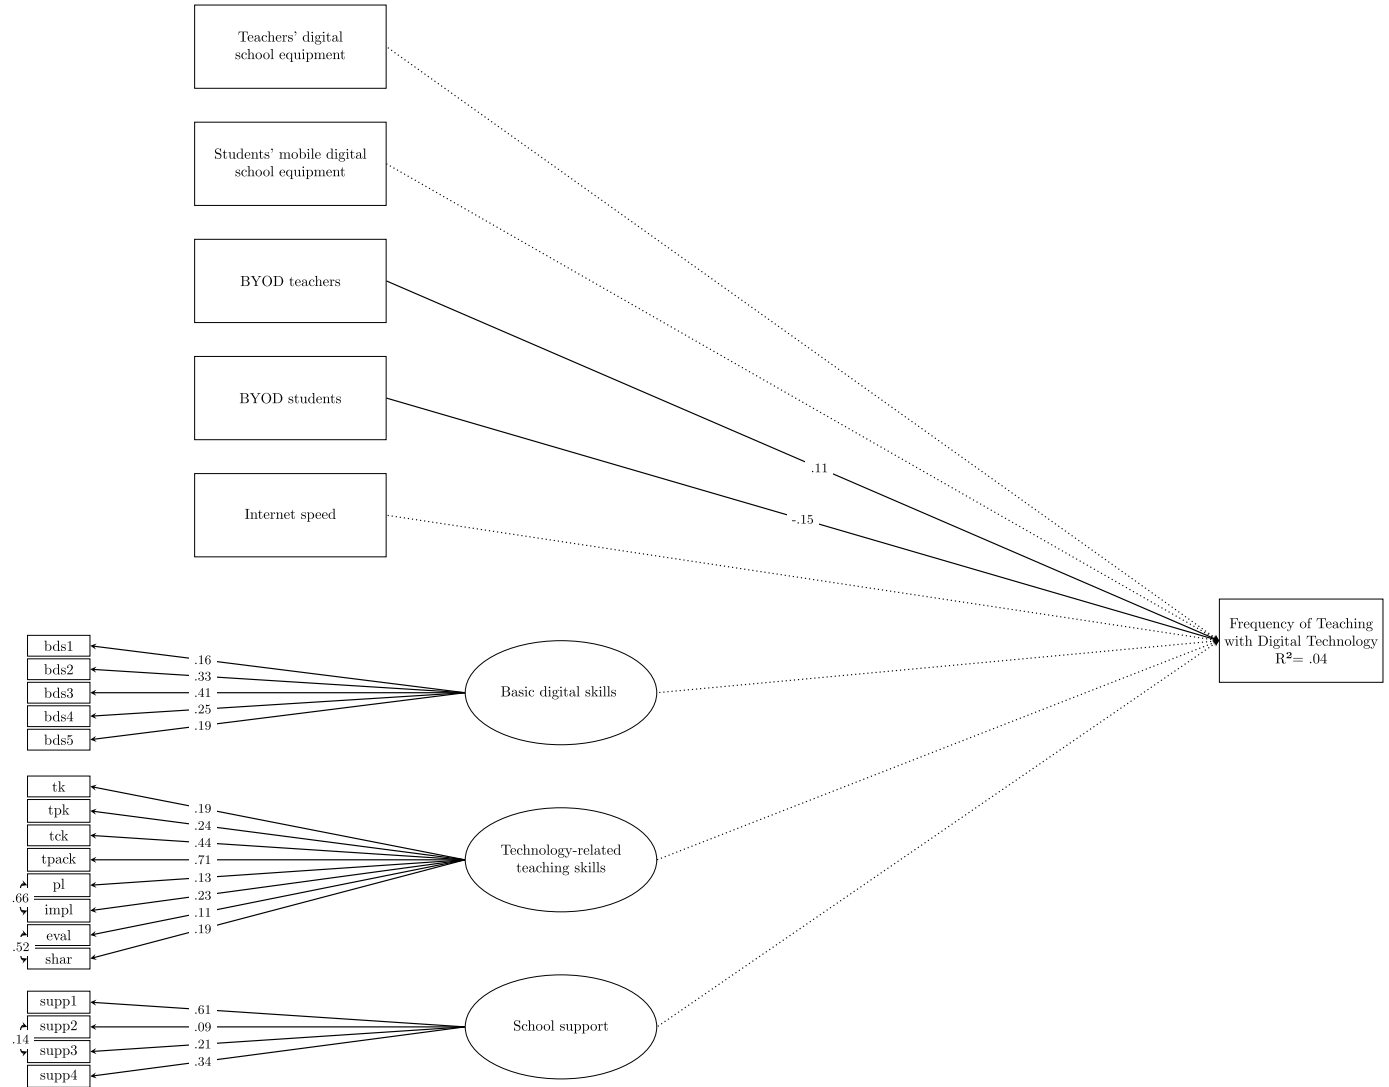 Teachers' digital
school equipment
Students' mobile digital
school equipment
BYOD teachers
BYOD students
Internet speed
.11
-.15
Frequency of Teaching
with Digital Technology
R²= .04
bds1
bds2
bds3
bds4
bds5
.16
.33
.41
.25
.19
Basic digital skills
tk
tpk
tck
tpack
pl
impl
eval
shar
.66
.52
.19
.24
.44
.71
.13
.23
.11
.19
Technology-related
teaching skills
supp1
supp2
supp3
supp4
.14
.61
.09
.21
.34
School support